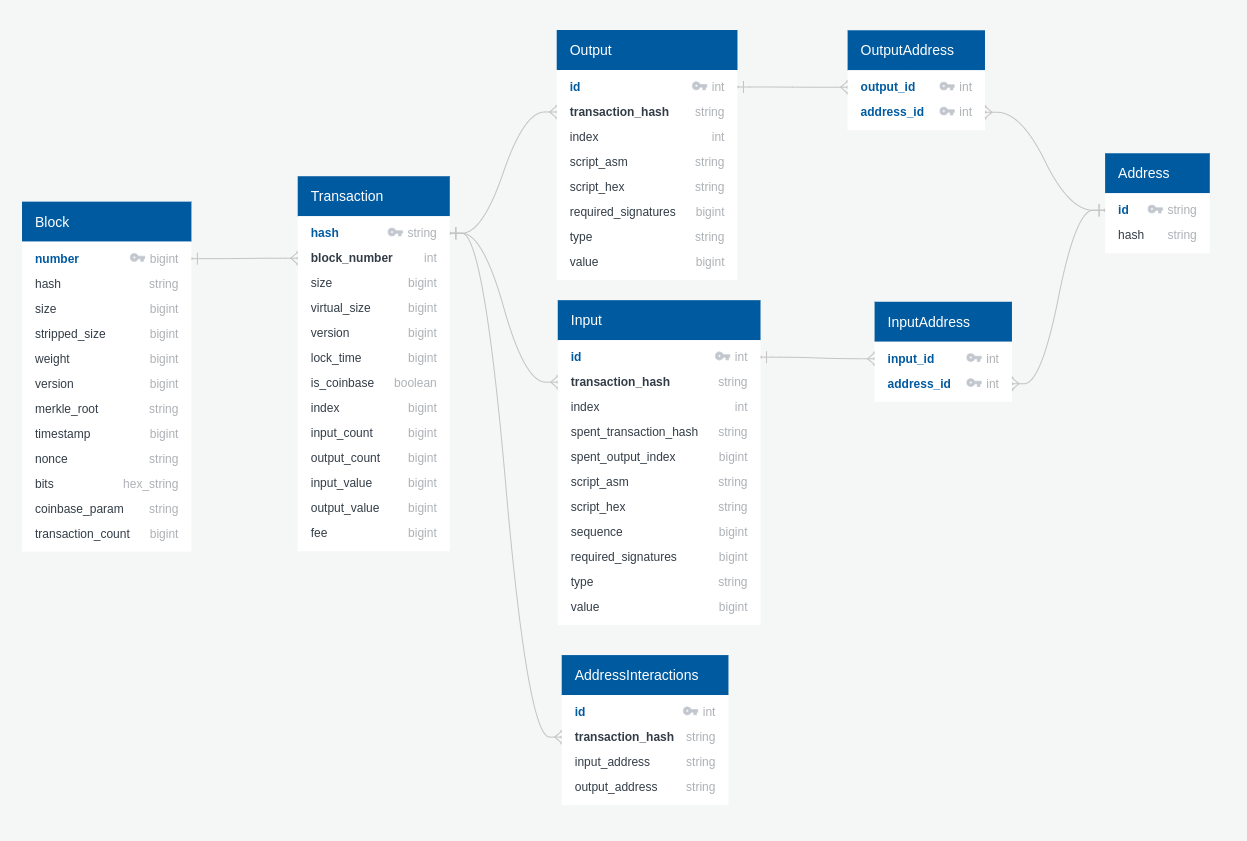 Block
number bigint
hash string
size bigint
stripped_size bigint
weight bigint
version bigint
merkle_root string
timestamp bigint
nonce string
bits hex_string
coinbase_param string
transaction_count bigint
Transaction
hash string
block_number int
size bigint
virtual_size bigint
version bigint
lock_time bigint
is_coinbase boolean
index bigint
input_count bigint
output_count bigint
input_value bigint
output_value bigint
fee bigint
Output
id int
transaction_hash string
index int
script_asm string
script_hex string
required_signatures bigint
type string
value bigint
Input
id int
transaction_hash string
index int
spent_transaction_hash string
spent_output_index bigint
script_asm string
script_hex string
sequence bigint
required_signatures bigint
type string
value bigint
AddressInteractions
id int
transaction_hash string
input_address string
output_address string
OutputAddress
output_id int
address_id int
InputAddress
input_id int
address_id int
Address
id string
hash string